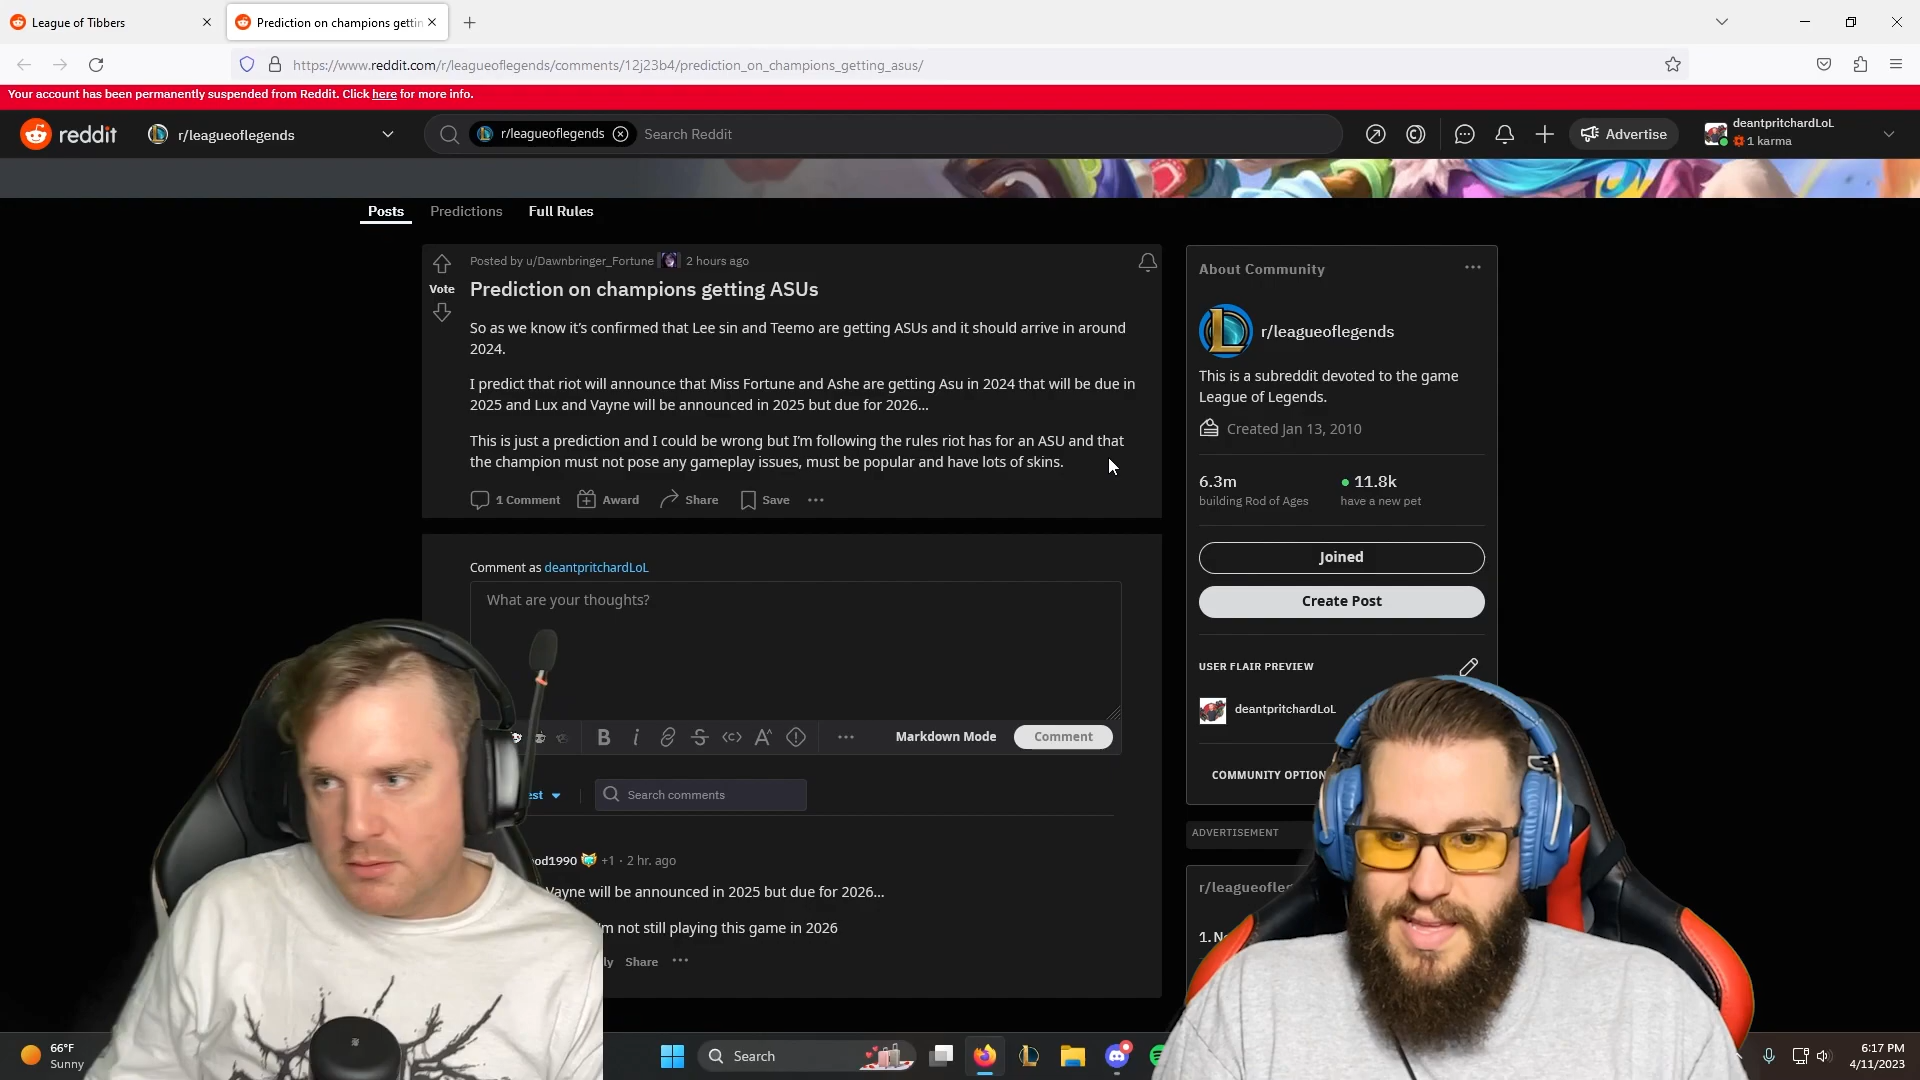 League of Tibbers
Prediction on champions gettin
https://www.reddit.com/r/leagueoflegends/comments/12j23b4/prediction_on_champions_getting_asus/
Your account has been permanently suspended from Reddit. Click here for more info.
reddit
r/leagueoflegends
r/leagueoflegends
Search Reddit
Advertise
deantpritchardLoL
1 karma
Posts
Predictions
Full Rules
Posted by u/Dawnbringer_Fortune
2 hours ago
Vote
Prediction on champions getting ASUs
So as we know it's confirmed that Lee sin and Teemo are getting ASUs and it should arrive in around
2024.
I predict that riot will announce that Miss Fortune and Ashe are getting Asu in 2024 that will be due in
2025 and Lux and Vayne will be announced in 2025 but due for 2026...
This is just a prediction and I could be wrong but I'm following the rules riot has for an ASU and that
the champion must not pose any gameplay issues, must be popular and have lots of skins.
1 Comment
Award
Share
Save
About Community
r/leagueoflegends
This is a subreddit devoted to the game
League of Legends.
Created Jan 13, 2010
6.3m
building Rod of Ages
11.8k
have a new pet
Joined
Create Post
USER FLAIR PREVIEW
deantpritchardLoL
COMMUNITY OPTION
ADVERTISEMENT
r/leagueofleg
1. N
Comment as deantpritchardLoL
What are your thoughts?
Markdown Mode
Comment
est
Search comments
od1990
+1 · 2 hr. ago
Vayne will be announced in 2025 but due for 2026...
'm not still playing this game in 2026
ly
Share
66°F
Sunny
Search
6:17 PM
4/11/2023